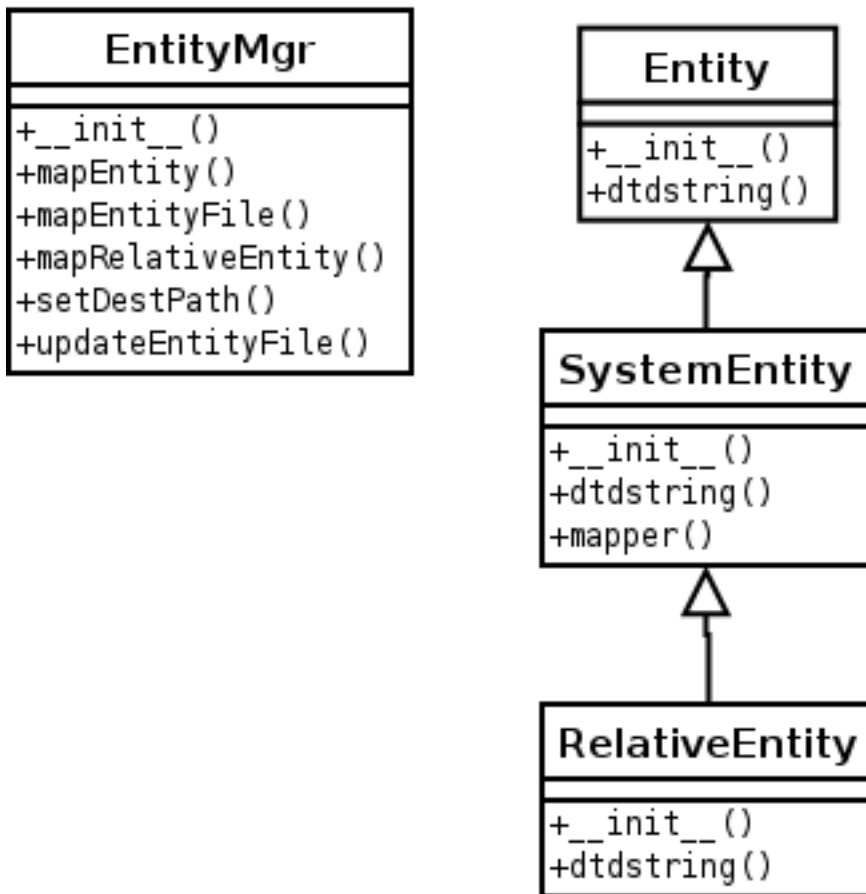 EntityMgr
+__init__()
+mapEntity()
+mapEntityFile()
+mapRelativeEntity()
+setDestPath()
+updateEntityFile()
Entity
+__init__()
+dtdstring()
SystemEntity
+__init__()
+dtdstring()
+mapper()
RelativeEntity
+__init__()
+dtdstring()